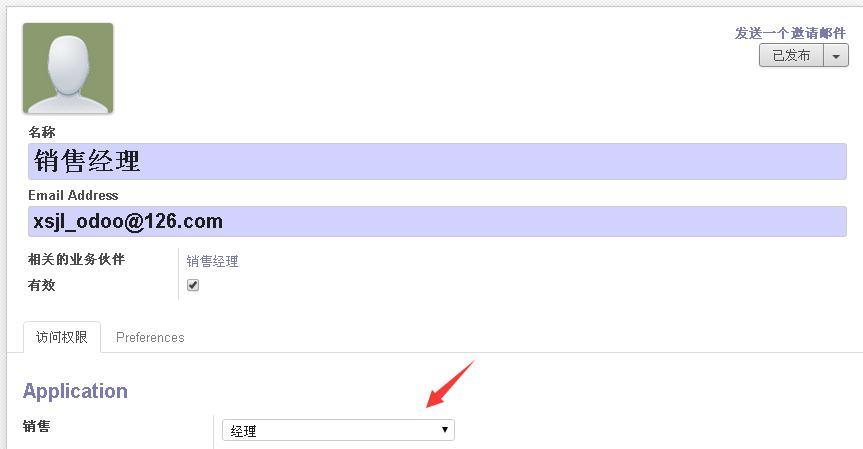 发送一个邀请邮件
已发布
名称
销售经理
Email Address
xsjl_odoo@126.com
相关的业务伙伴
销售经理
有效
访问权限
Preferences
Application
销售
经理